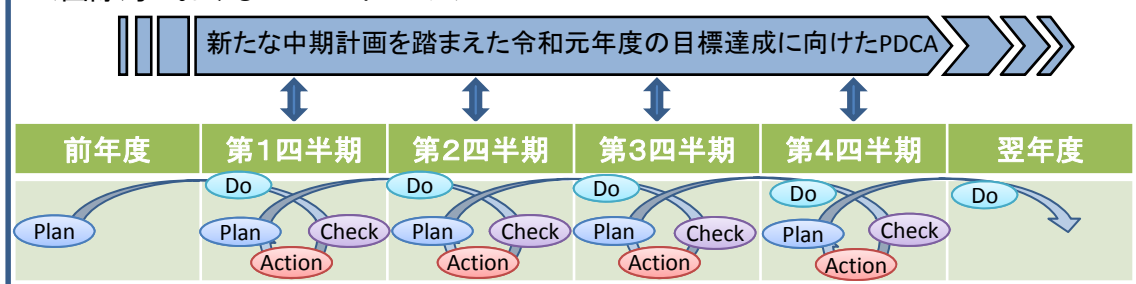 新たな中期計画を踏まえた令和元年度の目標達成に向けたPDCA
前年度 第1四半期 第2四半期 第3四半期 第4四半期 翌年度
Do Do Do Do Do
Plan Plan Check Plan Check Plan Check Plan Check
Action Action Action Action